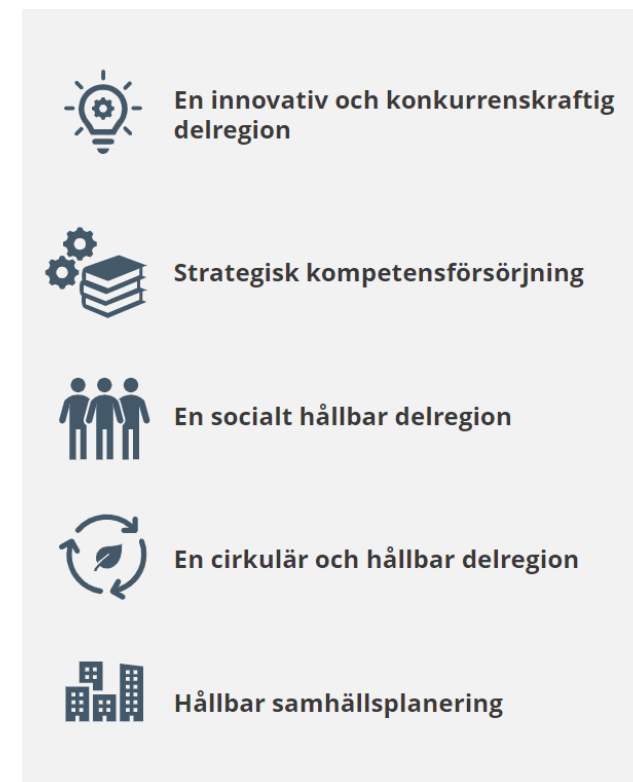 En innovativ och konkurrenskraftig
delregion
Strategisk kompetensförsörjning
En socialt hållbar delregion
En cirkulär och hållbar delregion
Hållbar samhällsplanering